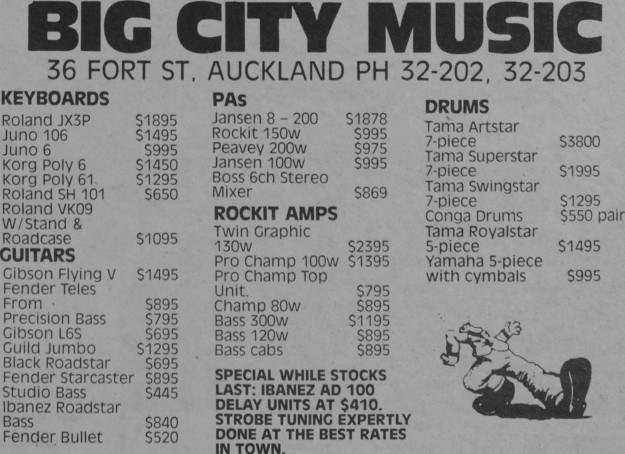 BIG CITY MUSIC
36 FORT ST, AUCKLAND PH 32-202, 32-203
KEYBOARDS
Roland JX3P $1895
Juno 106 $1495
Juno 6 $995
Korg Poly 6 $1450
Korg Poly 61 $1295
Roland SH 101 $650
Roland VK09
W/Stand &
Roadcase $1095
GUITARS
Gibson Flying V $1495
Fender Teles
From $895
Precision Bass $795
Gibson L6S $695
Guild Jumbo $1295
Black Roadstar $695
Fender Starcaster $895
Studio Bass $445
Ibanez Roadstar
Bass $840
Fender Bullet $520
PAs
Jansen 8 – 200 $1878
Rockit 150w $995
Peavey 200w $975
Jansen 100w $995
Boss 6ch Stereo
Mixer $869
ROCKIT AMPS
Twin Graphic
130w $2395
Pro Champ 100w $1395
Pro Champ Top
Unit. $795
Champ 80w $895
Bass 300w $1195
Bass 120w $895
Bass cabs $895
SPECIAL WHILE STOCKS
LAST: IBANEZ AD 100
DELAY UNITS AT $410.
STROBE TUNING EXPERTLY
DONE AT THE BEST RATES
IN TOWN.
DRUMS
Tama Artstar
7-piece $3800
Tama Superstar
7-piece $1995
Tama Swingstar
7-piece $1295
Conga Drums $550 pair
Tama Royalstar
5-piece $1495
Yamaha 5-piece
with cymbals $995